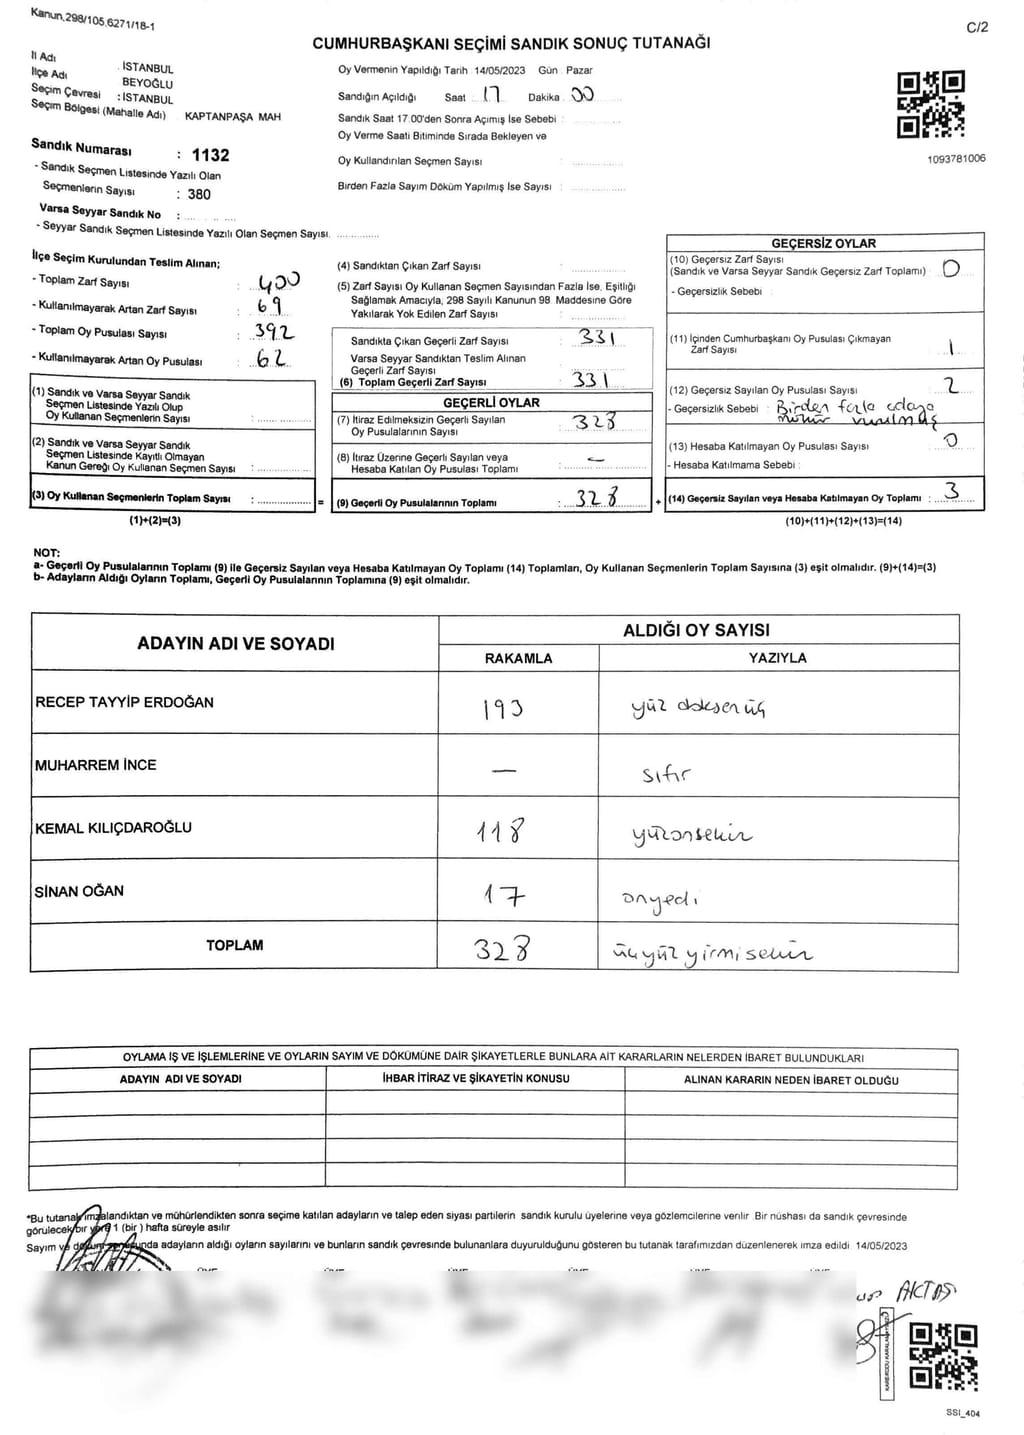 Kanun,298/105,6271/18-1
C/2
CUMHURBAŞKANI SEÇİMİ SANDIK SONUÇ TUTANAĞI
İl Adı : İSTANBUL
İlçe Adı BEYOĞLU
Seçim Çevresi : İSTANBUL
Seçim Bölgesi (Mahalle Adı) KAPTANPAŞA MAH
Sandık Numarası : 1132
- Sandık Seçmen Listesinde Yazılı Olan
Seçmenlerin Sayısı : 380
Varsa Seyyar Sandık No :
- Seyyar Sandık Seçmen Listesinde Yazılı Olan Seçmen Sayısı.
Oy Vermenin Yapıldığı Tarih 14/05/2023 Gün Pazar
Sandığın Açıldığı Saat 17 Dakika 00
Sandık Saat 17.00'den Sonra Açımış İse Sebebi :
Oy Verme Saati Bitiminde Sırada Bekleyen ve
Oy Kullandırılan Seçmen Sayısı :
Birden Fazla Sayım Döküm Yapılmış İse Sayısı :
1093781006
İlçe Seçim Kurulundan Teslim Alınan;
- Toplam Zarf Sayısı : 400
- Kullanılmayarak Artan Zarf Sayısı : 69
- Toplam Oy Pusulası Sayısı : 392
- Kullanılmayarak Artan Oy Pusulası : 62
(1) Sandık ve Varsa Seyyar Sandık
Seçmen Listesinde Yazılı Olup
Oy Kullanan Seçmenlerin Sayısı :
(2) Sandık ve Varsa Seyyar Sandık
Seçmen Listesinde Kayıtlı Olmayan
Kanun Gereği Oy Kullanan Seçmen Sayısı :
(3) Oy Kullanan Seçmenlerin Toplam Sayısı : =
(1)+(2)=(3)
(4) Sandıktan Çıkan Zarf Sayısı :
(5) Zarf Sayısı Oy Kullanan Seçmen Sayısından Fazla İse, Eşitliği
Sağlamak Amacıyla, 298 Sayılı Kanunun 98 Maddesine Göre
Yakılarak Yok Edilen Zarf Sayısı :
Sandıkta Çıkan Geçerli Zarf Sayısı : 331
Varsa Seyyar Sandıktan Teslim Alınan
Geçerli Zarf Sayısı :
(6) Toplam Geçerli Zarf Sayısı : 331
GEÇERLİ OYLAR
(7) İtiraz Edilmeksizin Geçerli Sayılan
Oy Pusulalarının Sayısı : 328
(8) İtiraz Üzerine Geçerli Sayılan veya
Hesaba Katılan Oy Pusulası Toplamı : -
(9) Geçerli Oy Pusulalarının Toplamı : 328 +
GEÇERSİZ OYLAR
(10) Geçersiz Zarf Sayısı
(Sandık ve Varsa Seyyar Sandık Geçersiz Zarf Toplamı) : 0
- Geçersizlik Sebebi :
(11) İçinden Cumhurbaşkanı Oy Pusulası Çıkmayan
Zarf Sayısı 1
(12) Geçersiz Sayılan Oy Pusulası Sayısı : 2
- Geçersizlik Sebebi : Birden fazla adaya
mühür vurulmuş
(13) Hesaba Katılmayan Oy Pusulası Sayısı : 0
- Hesaba Katılmama Sebebi :
(14) Geçersiz Sayılan veya Hesaba Katılmayan Oy Toplamı : 3
(10)+(11)+(12)+(13)=(14)
NOT:
a- Geçerli Oy Pusulalarının Toplamı (9) ile Geçersiz Sayılan veya Hesaba Katılmayan Oy Toplamı (14) Toplamları, Oy Kullanan Seçmenlerin Toplam Sayısına (3) eşit olmalıdır. (9)+(14)=(3)
b- Adayların Aldığı Oyların Toplamı, Geçerli Oy Pusulalarının Toplamına (9) eşit olmalıdır.
ADAYIN ADI VE SOYADI
ALDIĞI OY SAYISI
RAKAMLA YAZIYLA
RECEP TAYYİP ERDOĞAN 193 yüz doksen üç
MUHARREM İNCE — sıfır
KEMAL KILIÇDAROĞLU 118 yüzonsekiz
SİNAN OĞAN 17 onyedi
TOPLAM 328 üçyüz yirmi sekiz
OYLAMA İŞ VE İŞLEMLERİNE VE OYLARIN SAYIM VE DÖKÜMÜNE DAİR ŞİKAYETLERLE BUNLARA AİT KARARLARIN NELERDEN İBARET BULUNDUKLARI
ADAYIN ADI VE SOYADI İHBAR İTİRAZ VE ŞİKAYETİN KONUSU ALINAN KARARIN NEDEN İBARET OLDUĞU
*Bu tutanak imzalandıktan ve mühürlendikten sonra seçime katılan adayların ve talep eden siyası partilerin sandık kurulu üyelerine veya gözlemcilerine verilir Bir nüshası da sandık çevresinde
görülecek bir yere 1 (bir ) hafta süreyle asılır
Sayım ve döküm sonucunda adayların aldığı oyların sayılarını ve bunların sandık çevresinde bulunanlara duyurulduğunu gösteren bu tutanak tarafımızdan düzenlenerek imza edildi 14/05/2023
AKTAŞ
KAREKODU KARALAMAYINIZ
SSI_404